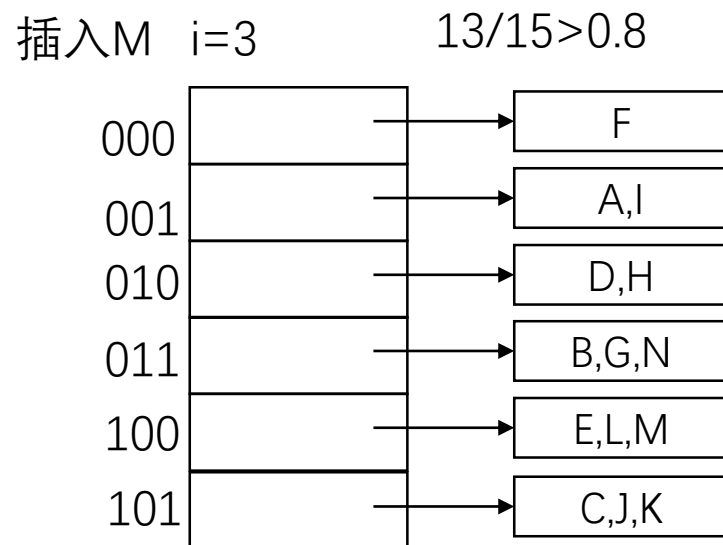 插入M i=3 13/15>0.8
000 F
001 A,I
010 D,H
011 B,G,N
100 E,L,M
101 C,J,K